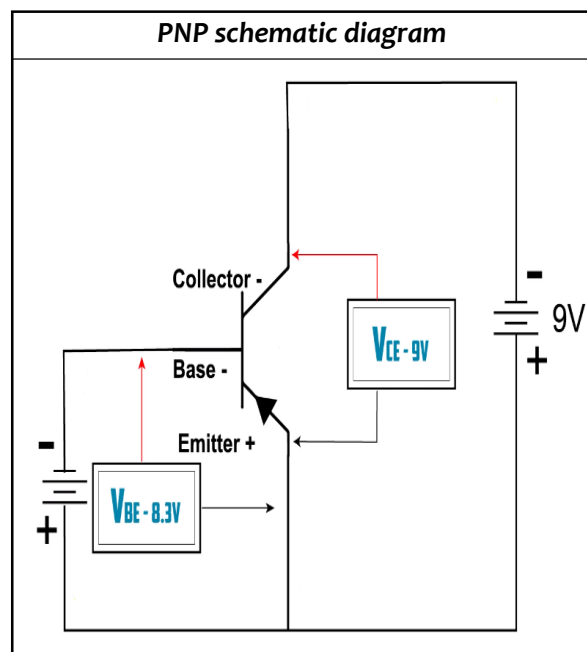 PNP schematic diagram
Collector -
-
9V
+
VCE - 9V
Base -
Emitter +
-
+
VBE - 8.3V